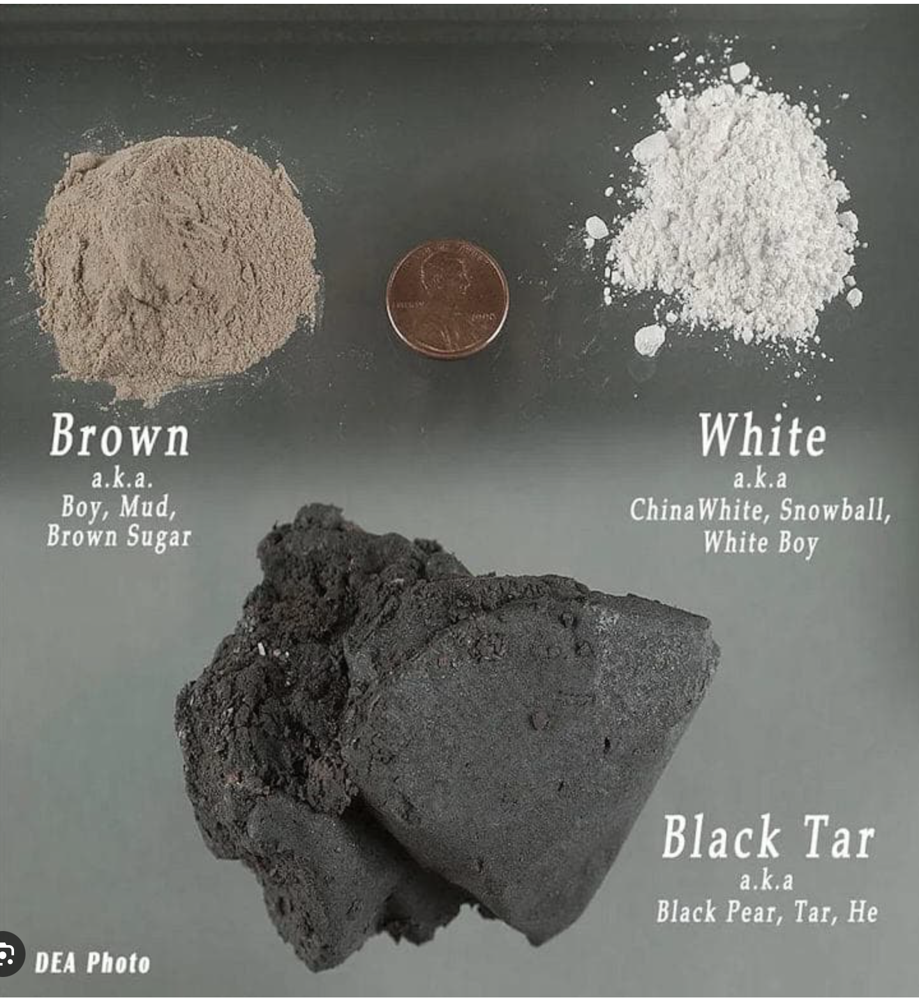 Brown
a.k.a.
Boy, Mud,
Brown Sugar
White
a.k.a
ChinaWhite, Snowball,
White Boy
Black Tar
a.k.a
Black Pear, Tar, He
DEA Photo